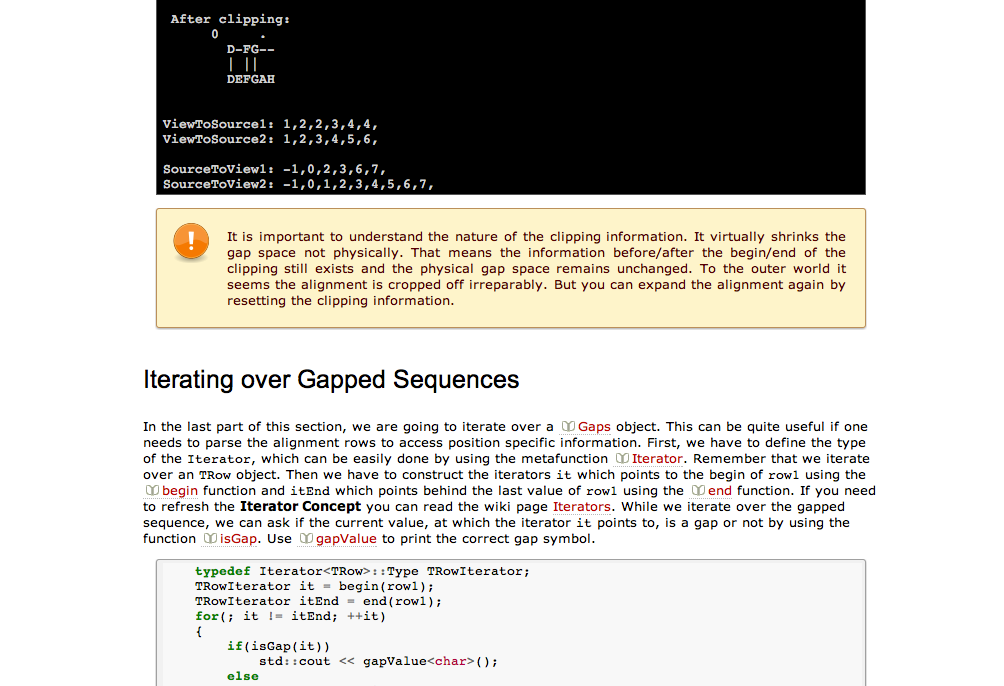 After clipping:
0     .
D-FG--
| ||
DEFGAH
ViewToSource1: 1,2,2,3,4,4,
ViewToSource2: 1,2,3,4,5,6,
SourceToView1: -1,0,2,3,6,7,
SourceToView2: -1,0,1,2,3,4,5,6,7,
It is important to understand the nature of the clipping information. It virtually shrinks the
gap space not physically. That means the information before/after the begin/end of the
clipping still exists and the physical gap space remains unchanged. To the outer world it
seems the alignment is cropped off irreparably. But you can expand the alignment again by
resetting the clipping information.
Iterating over Gapped Sequences
In the last part of this section, we are going to iterate over a Gaps object. This can be quite useful if one
needs to parse the alignment rows to access position specific information. First, we have to define the type
of the Iterator, which can be easily done by using the metafunction Iterator. Remember that we iterate
over an TRow object. Then we have to construct the iterators it which points to the begin of row1 using the
begin function and itEnd which points behind the last value of row1 using the end function. If you need
to refresh the Iterator Concept you can read the wiki page Iterators. While we iterate over the gapped
sequence, we can ask if the current value, at which the iterator it points to, is a gap or not by using the
function isGap. Use gapValue to print the correct gap symbol.
typedef Iterator<TRow>::Type TRowIterator;
TRowIterator it = begin(row1);
TRowIterator itEnd = end(row1);
for(; it != itEnd; ++it)
{
if(isGap(it))
std::cout << gapValue<char>();
else